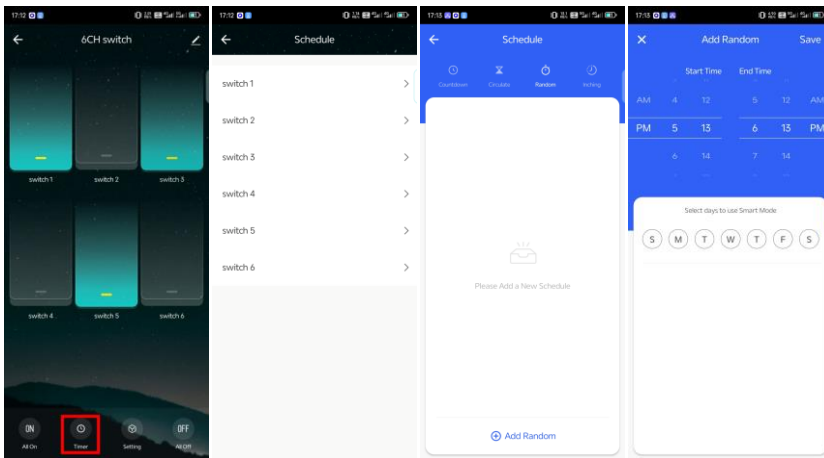 17:12
6CH switch
switch 1
switch 2
switch 3
switch 4
switch 5
switch 6
ON
OFF
All On
Timer
Setting
All Off
17:12
Schedule
switch 1
switch 2
switch 3
switch 4
switch 5
switch 6
17:13
Schedule
Countdown
Circulate
Random
Inching
Please Add a New Schedule
Add Random
17:13
Add Random
Save
Start Time
End Time
AM 4 12 5 12 AM
PM 5 13 6 13 PM
6 14 7 14
Select days to use Smart Mode
S M T W T F S